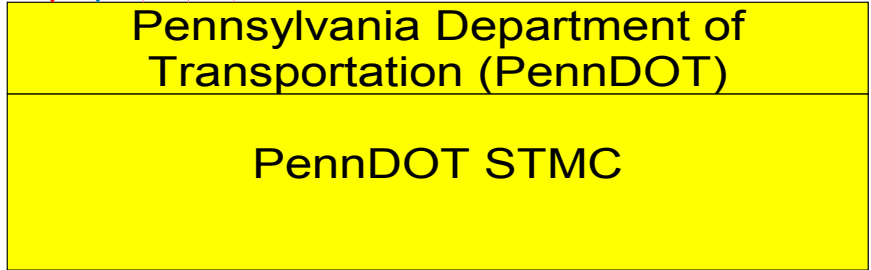 Pennsylvania Department of
Transportation (PennDOT)
PennDOT STMC